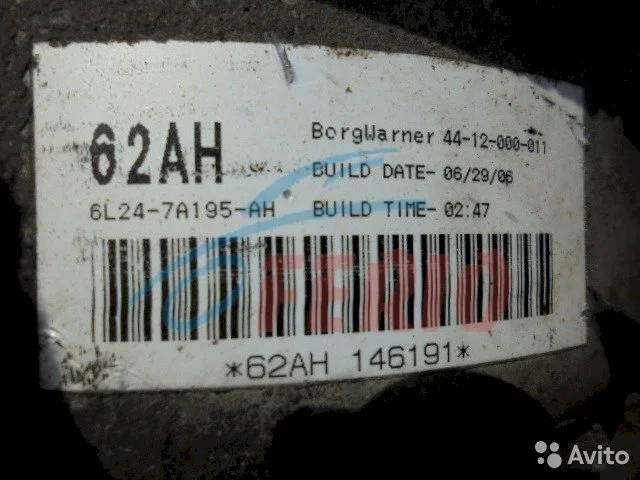 62AH
BorgWarner 44-12-000-011
BUILD DATE- 06/29/06
6L24-7A195-AH
BUILD TIME- 02:47
FERIO
*62AH 146191*
Avito